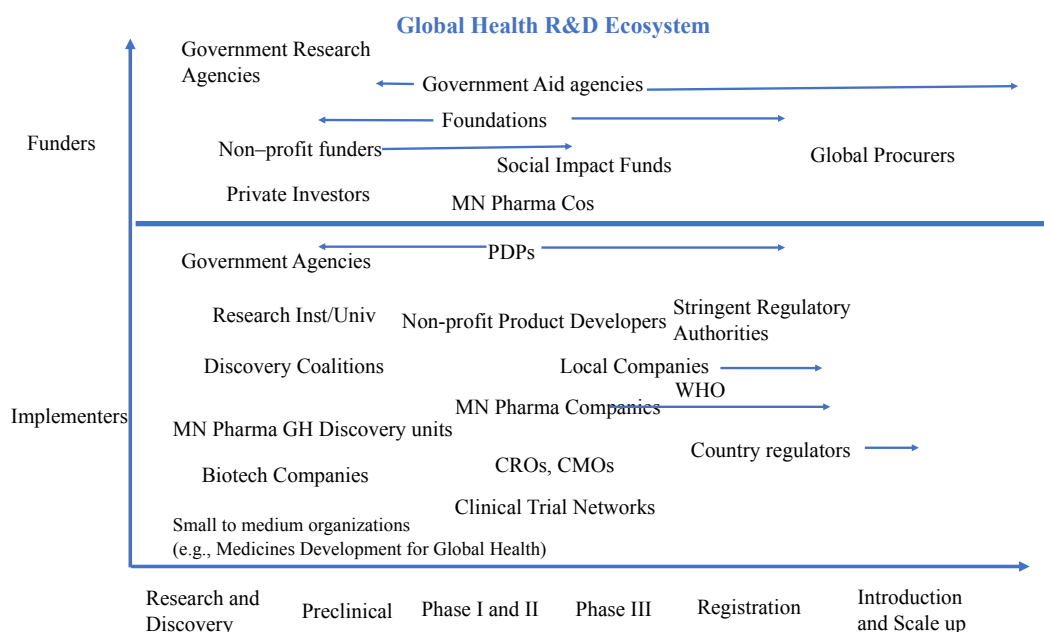 Global Health R&D Ecosystem
Government Research
Agencies
Government Aid agencies
Foundations
Funders
Non–profit funders
Social Impact Funds
Global Procurers
Private Investors
MN Pharma Cos
PDPs
Government Agencies
Research Inst/Univ
Non-profit Product Developers
Stringent Regulatory
Authorities
Discovery Coalitions
Local Companies
WHO
Implementers
MN Pharma Companies
MN Pharma GH Discovery units
Country regulators
Biotech Companies
CROs, CMOs
Clinical Trial Networks
Small to medium organizations
(e.g., Medicines Development for Global Health)
Research and
Discovery
Preclinical
Phase I and II
Phase III
Registration
Introduction
and Scale up